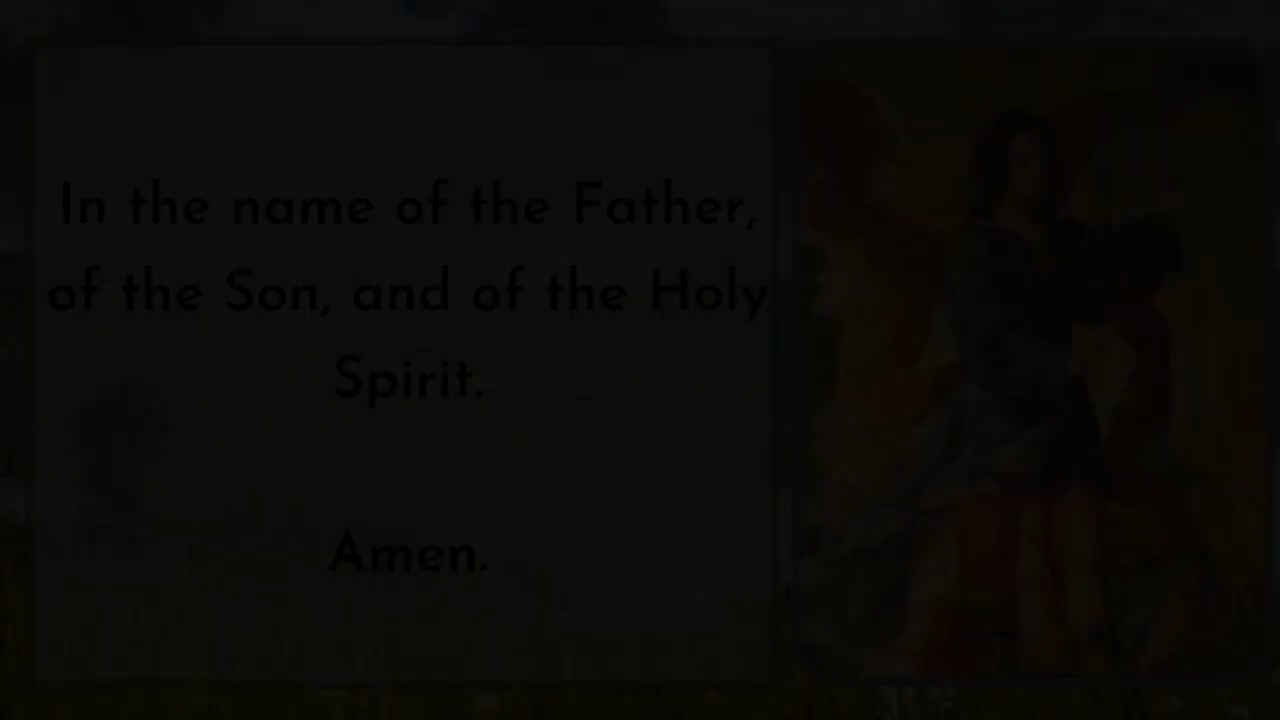 In the name of the Father,
of the Son, and of the Holy
Spirit.
Amen.